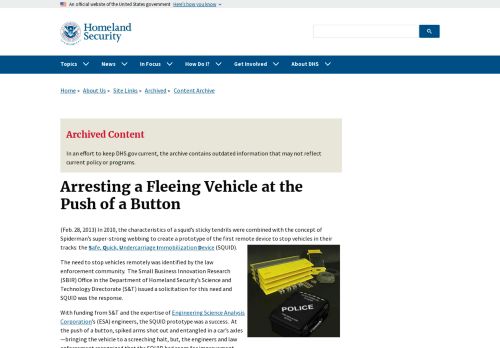 An official website of the United States government Here's how you know
Homeland
Security
Topics News In Focus How Do I? Get Involved About DHS
Home About Us Site Links Archived Content Archive
Archived Content
In an effort to keep DHS.gov current, the archive contains outdated information that may not reflect
current policy or programs.
Arresting a Fleeing Vehicle at the
Push of a Button
(Feb. 28, 2013) In 2010, the characteristics of a squid's sticky tendrils were combined with the concept of
Spiderman's super-strong webbing to create a prototype of the first remote device to stop vehicles in their
tracks: the Safe, Quick, Undercarriage Immobilization Device (SQUID).
The need to stop vehicles remotely was identified by the law
enforcement community. The Small Business Innovation Research
(SBIR) Office in the Department of Homeland Security's Science and
Technology Directorate (S&T) issued a solicitation for this need and
SQUID was the response.
With funding from S&T and the expertise of Engineering Science Analysis
Corporation's (ESA) engineers, the SQUID prototype was a success. At
the push of a button, spiked arms shot out and entangled in a car's axles
—bringing the vehicle to a screeching halt, but, the engineers and law
POLICE